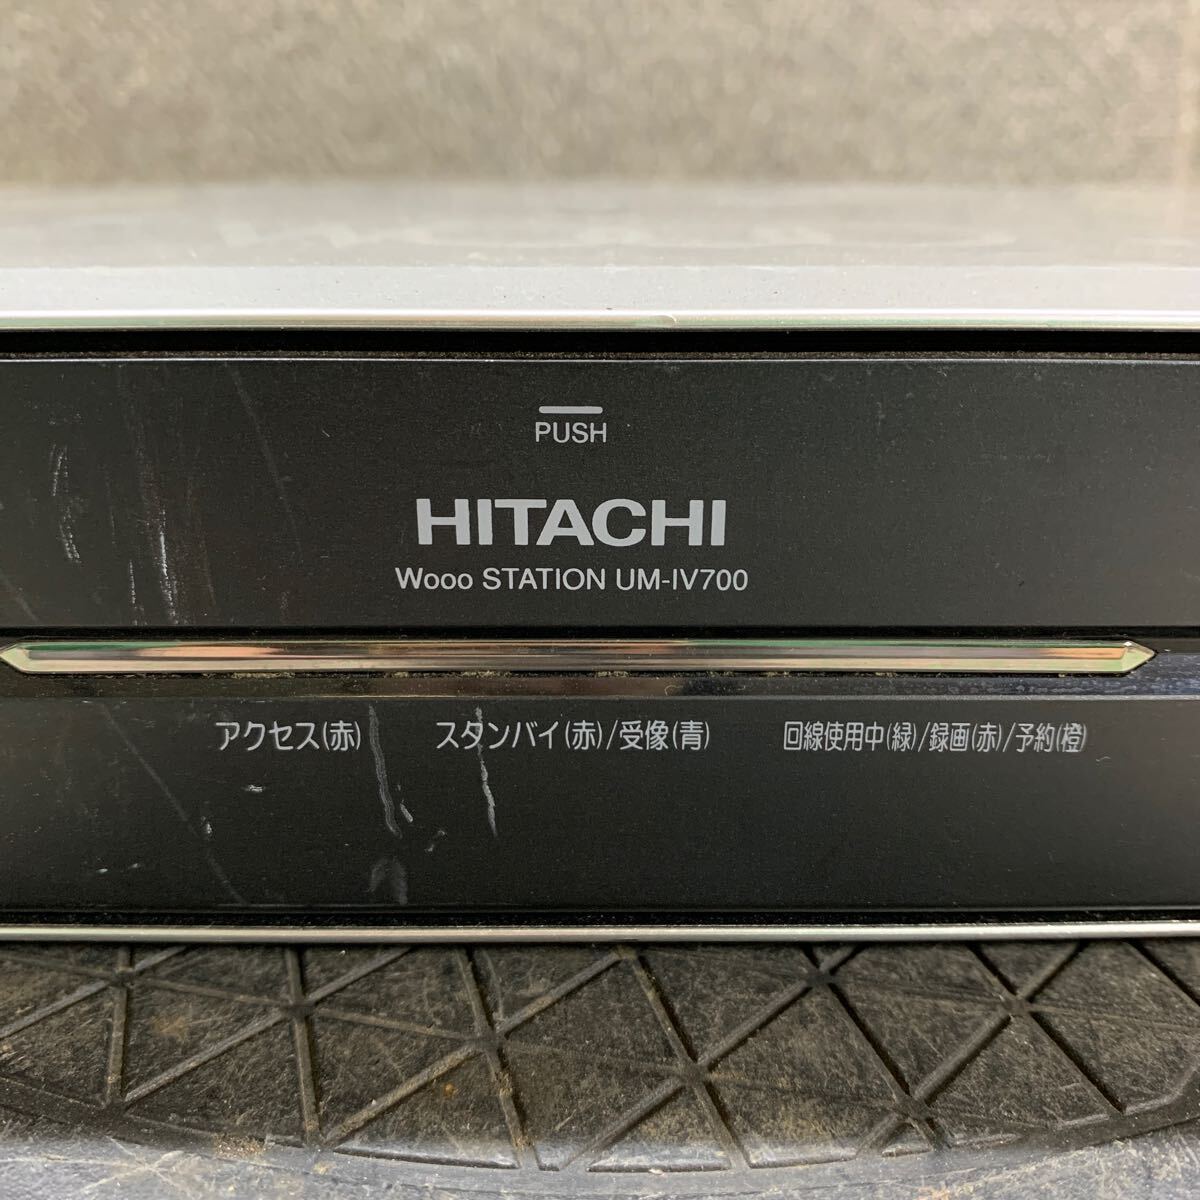 PUSH
HITACHI
Wooo STATION UM-IV700
アクセス(赤) スタンバイ(赤)/受像(青) 回線使用中(緑)/録画(赤)/予約(橙)